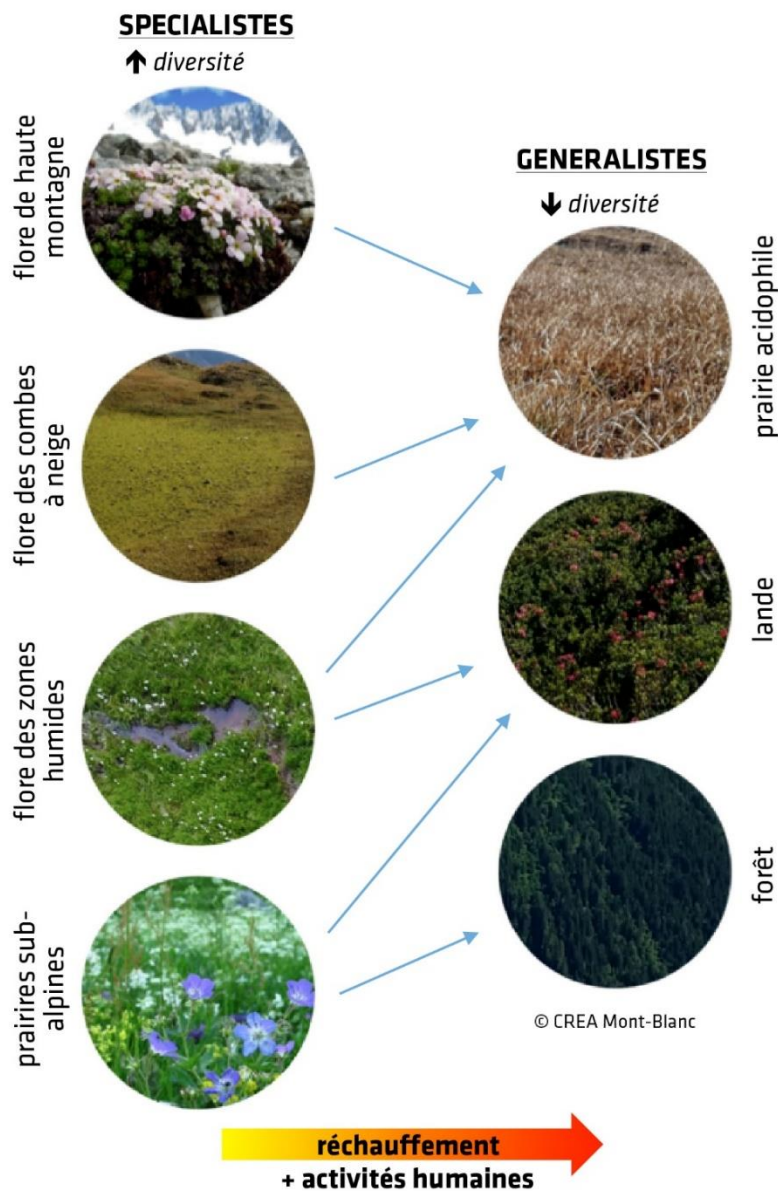 SPECIALISTES
↑ diversité
flore de haute
montagne
flore des combes
à neige
flore des zones
humides
prairires sub-
alpines
GENERALISTES
↓ diversité
prairie acidophile
lande
forêt
© CREA Mont-Blanc
réchauffement
+ activités humaines